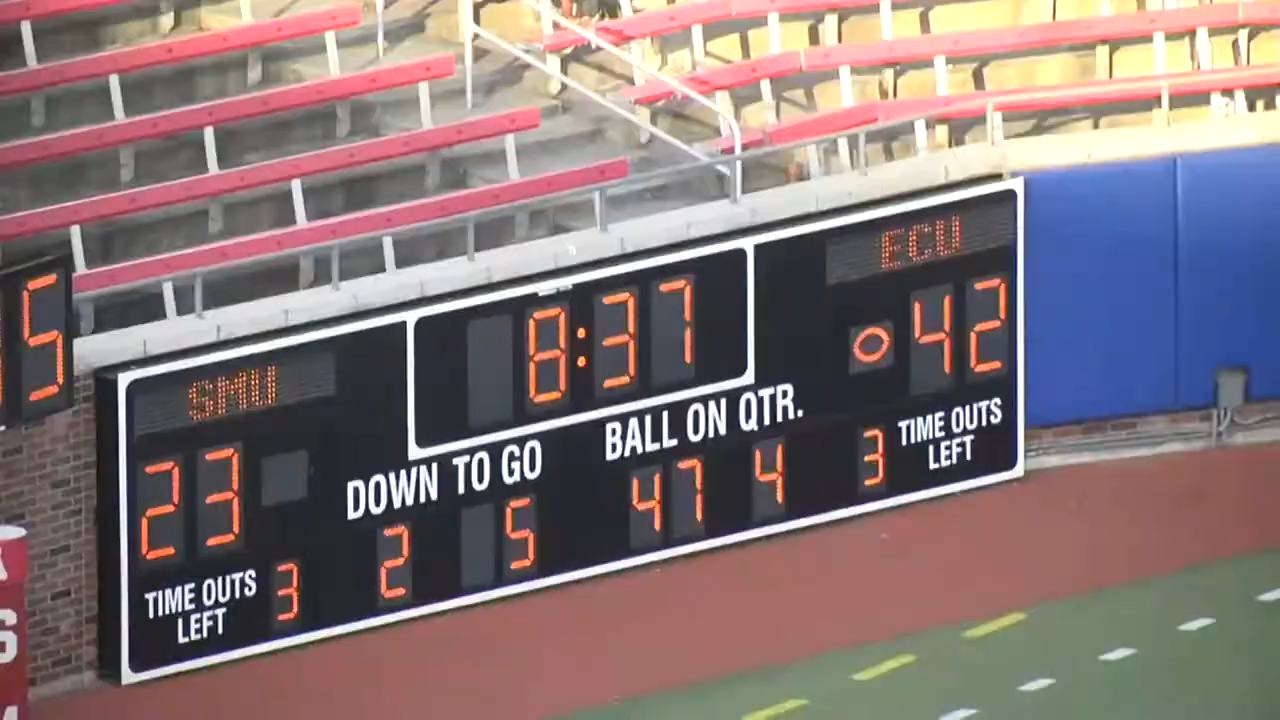 5
ECU
8:37
42
SMU
BALL ON QTR.
23
DOWN TO GO
TIME OUTS
LEFT
3
47
4
5
2
TIME OUTS
LEFT
3